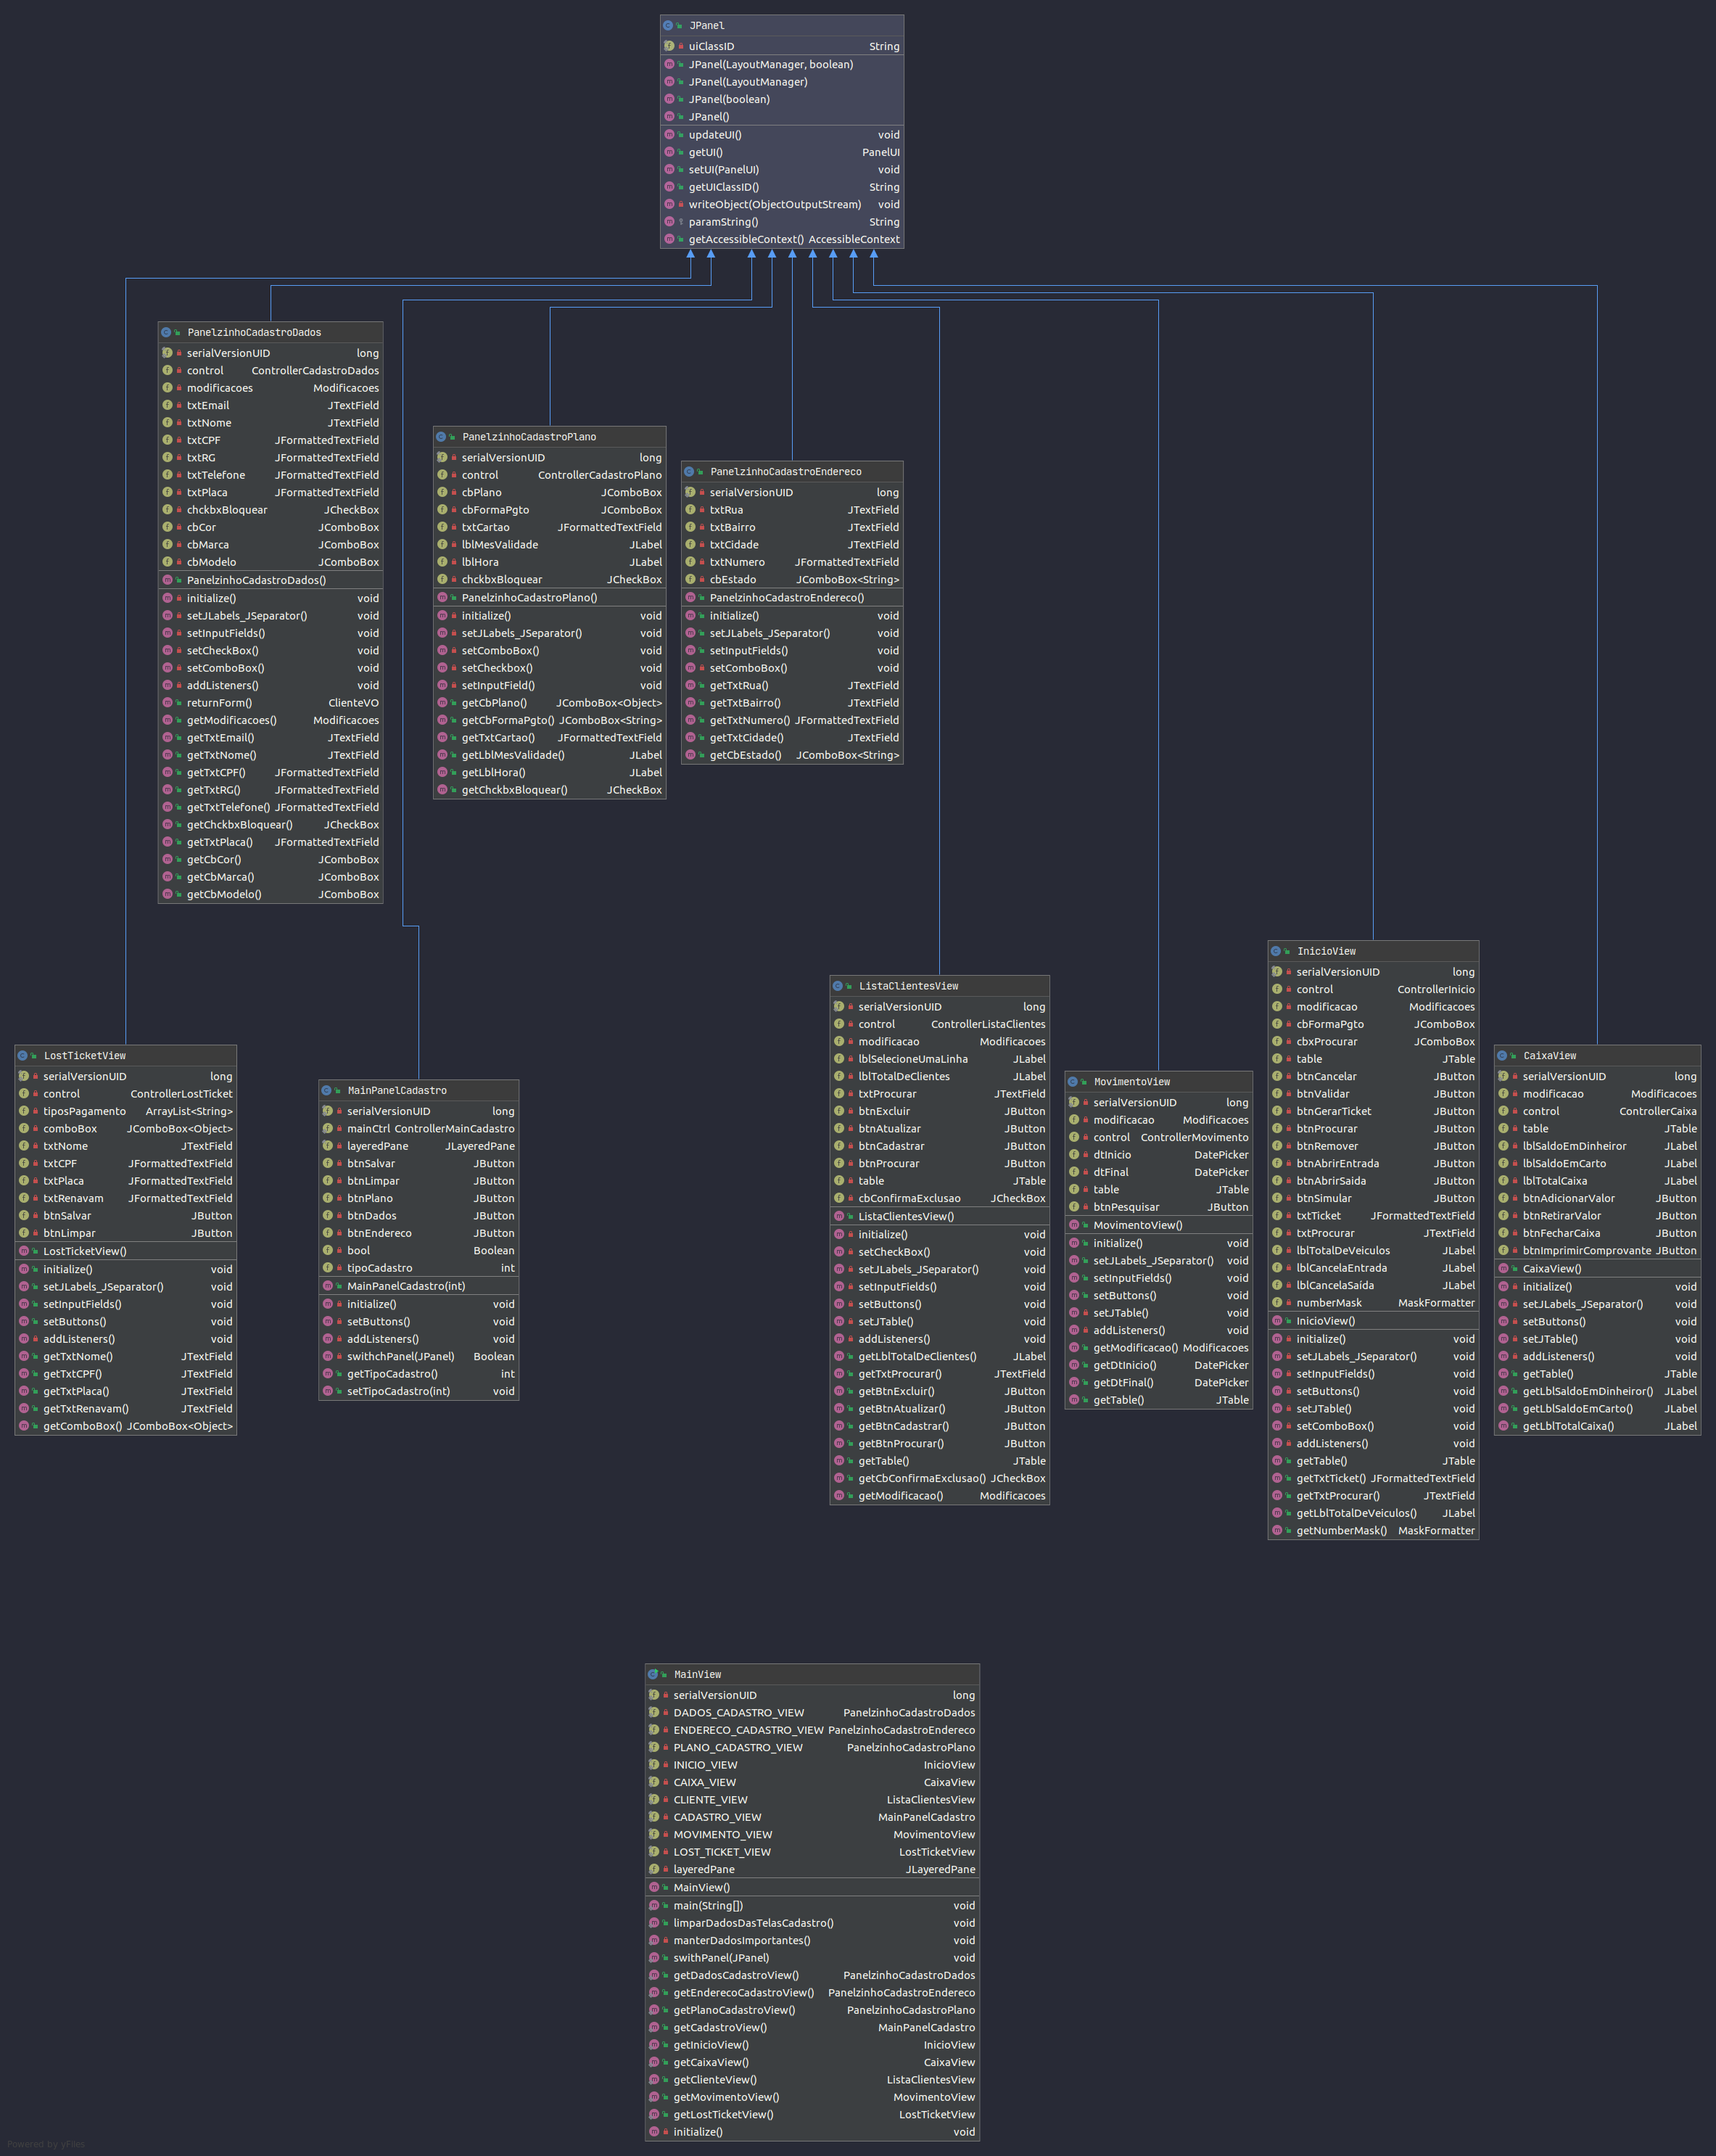 JPanel
uiClassID String
JPanel(LayoutManager, boolean)
JPanel(LayoutManager)
JPanel(boolean)
JPanel()
updateUI() void
getUI() PanelUI
setUI(PanelUI) void
getUIClassID() String
writeObject(ObjectOutputStream) void
paramString() String
getAccessibleContext() AccessibleContext
PanelzinhoCadastroDados
serialVersionUID long
control ControllerCadastroDados
modificacoes Modificacoes
txtEmail JTextField
txtNome JTextField
txtCPF JFormattedTextField
txtRG JFormattedTextField
txtTelefone JFormattedTextField
txtPlaca JFormattedTextField
chckbxBloquear JCheckBox
cbCor JComboBox
cbMarca JComboBox
cbModelo JComboBox
PanelzinhoCadastroDados()
initialize() void
setJLabels_JSeparator() void
setInputFields() void
setCheckBox() void
setComboBox() void
addListeners() void
returnForm() ClienteVO
getModificacoes() Modificacoes
getTxtEmail() JTextField
getTxtNome() JTextField
getTxtCPF() JFormattedTextField
getTxtRG() JFormattedTextField
getTxtTelefone() JFormattedTextField
getChckbxBloquear() JCheckBox
getTxtPlaca() JFormattedTextField
getCbCor() JComboBox
getCbMarca() JComboBox
getCbModelo() JComboBox
PanelzinhoCadastroPlano
serialVersionUID long
control ControllerCadastroPlano
cbPlano JComboBox
cbFormaPgto JComboBox
txtCartao JFormattedTextField
lblMesValidade JLabel
lblHora JLabel
chckbxBloquear JCheckBox
PanelzinhoCadastroPlano()
initialize() void
setJLabels_JSeparator() void
setComboBox() void
setCheckbox() void
setInputField() void
getCbPlano() JComboBox<Object>
getCbFormaPgto() JComboBox<String>
getTxtCartao() JFormattedTextField
getLblMesValidade() JLabel
getLblHora() JLabel
getChckbxBloquear() JCheckBox
PanelzinhoCadastroEndereco
serialVersionUID long
txtRua JTextField
txtBairro JTextField
txtCidade JTextField
txtNumero JFormattedTextField
cbEstado JComboBox<String>
PanelzinhoCadastroEndereco()
initialize() void
setJLabels_JSeparator() void
setInputFields() void
setComboBox() void
getTxtRua() JTextField
getTxtBairro() JTextField
getTxtNumero() JFormattedTextField
getTxtCidade() JTextField
getCbEstado() JComboBox<String>
LostTicketView
serialVersionUID long
control ControllerLostTicket
tiposPagamento ArrayList<String>
comboBox JComboBox<Object>
txtNome JTextField
txtCPF JFormattedTextField
txtPlaca JFormattedTextField
txtRenavam JFormattedTextField
btnSalvar JButton
btnLimpar JButton
LostTicketView()
initialize() void
setJLabels_JSeparator() void
setInputFields() void
setButtons() void
addListeners() void
getTxtNome() JTextField
getTxtCPF() JTextField
getTxtPlaca() JTextField
getTxtRenavam() JTextField
getComboBox() JComboBox<Object>
MainPanelCadastro
serialVersionUID long
mainCtrl ControllerMainCadastro
layeredPane JLayeredPane
btnSalvar JButton
btnLimpar JButton
btnPlano JButton
btnDados JButton
btnEndereco JButton
bool Boolean
tipoCadastro int
MainPanelCadastro(int)
initialize() void
setButtons() void
addListeners() void
swithchPanel(JPanel) Boolean
getTipoCadastro() int
setTipoCadastro(int) void
ListaClientesView
serialVersionUID long
control ControllerListaClientes
modificacao Modificacoes
lblSelecioneUmaLinha JLabel
lblTotalDeClientes JLabel
txtProcurar JTextField
btnExcluir JButton
btnAtualizar JButton
btnCadastrar JButton
btnProcurar JButton
table JTable
cbConfirmaExclusao JCheckBox
ListaClientesView()
initialize() void
setCheckBox() void
setJLabels_JSeparator() void
setInputFields() void
setButtons() void
setJTable() void
addListeners() void
getLblTotalDeClientes() JLabel
getTxtProcurar() JTextField
getBtnExcluir() JButton
getBtnAtualizar() JButton
getBtnCadastrar() JButton
getBtnProcurar() JButton
getTable() JTable
getCbConfirmaExclusao() JCheckBox
getModificacao() Modificacoes
MovimentoView
serialVersionUID long
modificacao Modificacoes
control ControllerMovimento
dtInicio DatePicker
dtFinal DatePicker
table JTable
btnPesquisar JButton
MovimentoView()
initialize() void
setJLabels_JSeparator() void
setInputFields() void
setButtons() void
setJTable() void
addListeners() void
getModificacao() Modificacoes
getDtInicio() DatePicker
getDtFinal() DatePicker
getTable() JTable
InicioView
serialVersionUID long
control ControllerInicio
modificacao Modificacoes
cbFormaPgto JComboBox
cbxProcurar JComboBox
table JTable
btnCancelar JButton
btnValidar JButton
btnGerarTicket JButton
btnProcurar JButton
btnRemover JButton
btnAbrirEntrada JButton
btnAbrirSaida JButton
btnSimular JButton
txtTicket JFormattedTextField
txtProcurar JTextField
lblTotalDeVeiculos JLabel
lblCancelaEntrada JLabel
lblCancelaSaída JLabel
numberMask MaskFormatter
InicioView()
initialize() void
setJLabels_JSeparator() void
setInputFields() void
setButtons() void
setJTable() void
setComboBox() void
addListeners() void
getTable() JTable
getTxtTicket() JFormattedTextField
getTxtProcurar() JTextField
getLblTotalDeVeiculos() JLabel
getNumberMask() MaskFormatter
CaixaView
serialVersionUID long
modificacao Modificacoes
control ControllerCaixa
table JTable
lblSaldoEmDinheiror JLabel
lblSaldoEmCarto JLabel
lblTotalCaixa JLabel
btnAdicionarValor JButton
btnRetirarValor JButton
btnFecharCaixa JButton
btnImprimirComprovante JButton
CaixaView()
initialize() void
setJLabels_JSeparator() void
setButtons() void
setJTable() void
addListeners() void
getTable() JTable
getLblSaldoEmDinheiror() JLabel
getLblSaldoEmCarto() JLabel
getLblTotalCaixa() JLabel
MainView
serialVersionUID long
DADOS_CADASTRO_VIEW PanelzinhoCadastroDados
ENDERECO_CADASTRO_VIEW PanelzinhoCadastroEndereco
PLANO_CADASTRO_VIEW PanelzinhoCadastroPlano
INICIO_VIEW InicioView
CAIXA_VIEW CaixaView
CLIENTE_VIEW ListaClientesView
CADASTRO_VIEW MainPanelCadastro
MOVIMENTO_VIEW MovimentoView
LOST_TICKET_VIEW LostTicketView
layeredPane JLayeredPane
MainView()
main(String[]) void
limparDadosDasTelasCadastro() void
manterDadosImportantes() void
swithPanel(JPanel) void
getDadosCadastroView() PanelzinhoCadastroDados
getEnderecoCadastroView() PanelzinhoCadastroEndereco
getPlanoCadastroView() PanelzinhoCadastroPlano
getCadastroView() MainPanelCadastro
getInicioView() InicioView
getCaixaView() CaixaView
getClienteView() ListaClientesView
getMovimentoView() MovimentoView
getLostTicketView() LostTicketView
initialize() void
Powered by yFiles